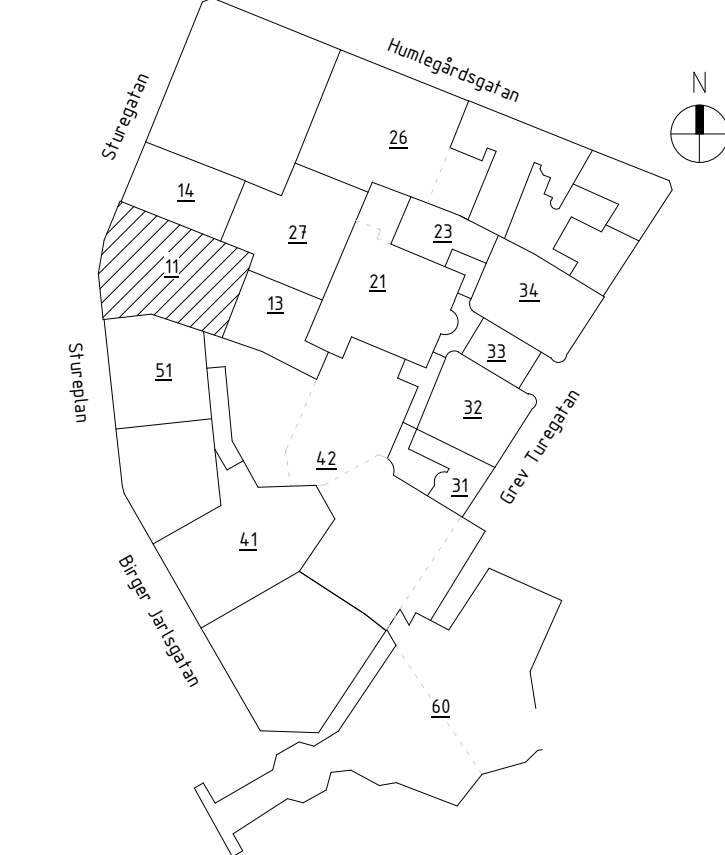 Humlegårdsgatan
N
Sturegatan
26
14
23
27
11
21
34
13
33
51
Stureplan
32
Grev Turegatan
42
31
41
Birger Jarlsgatan
60